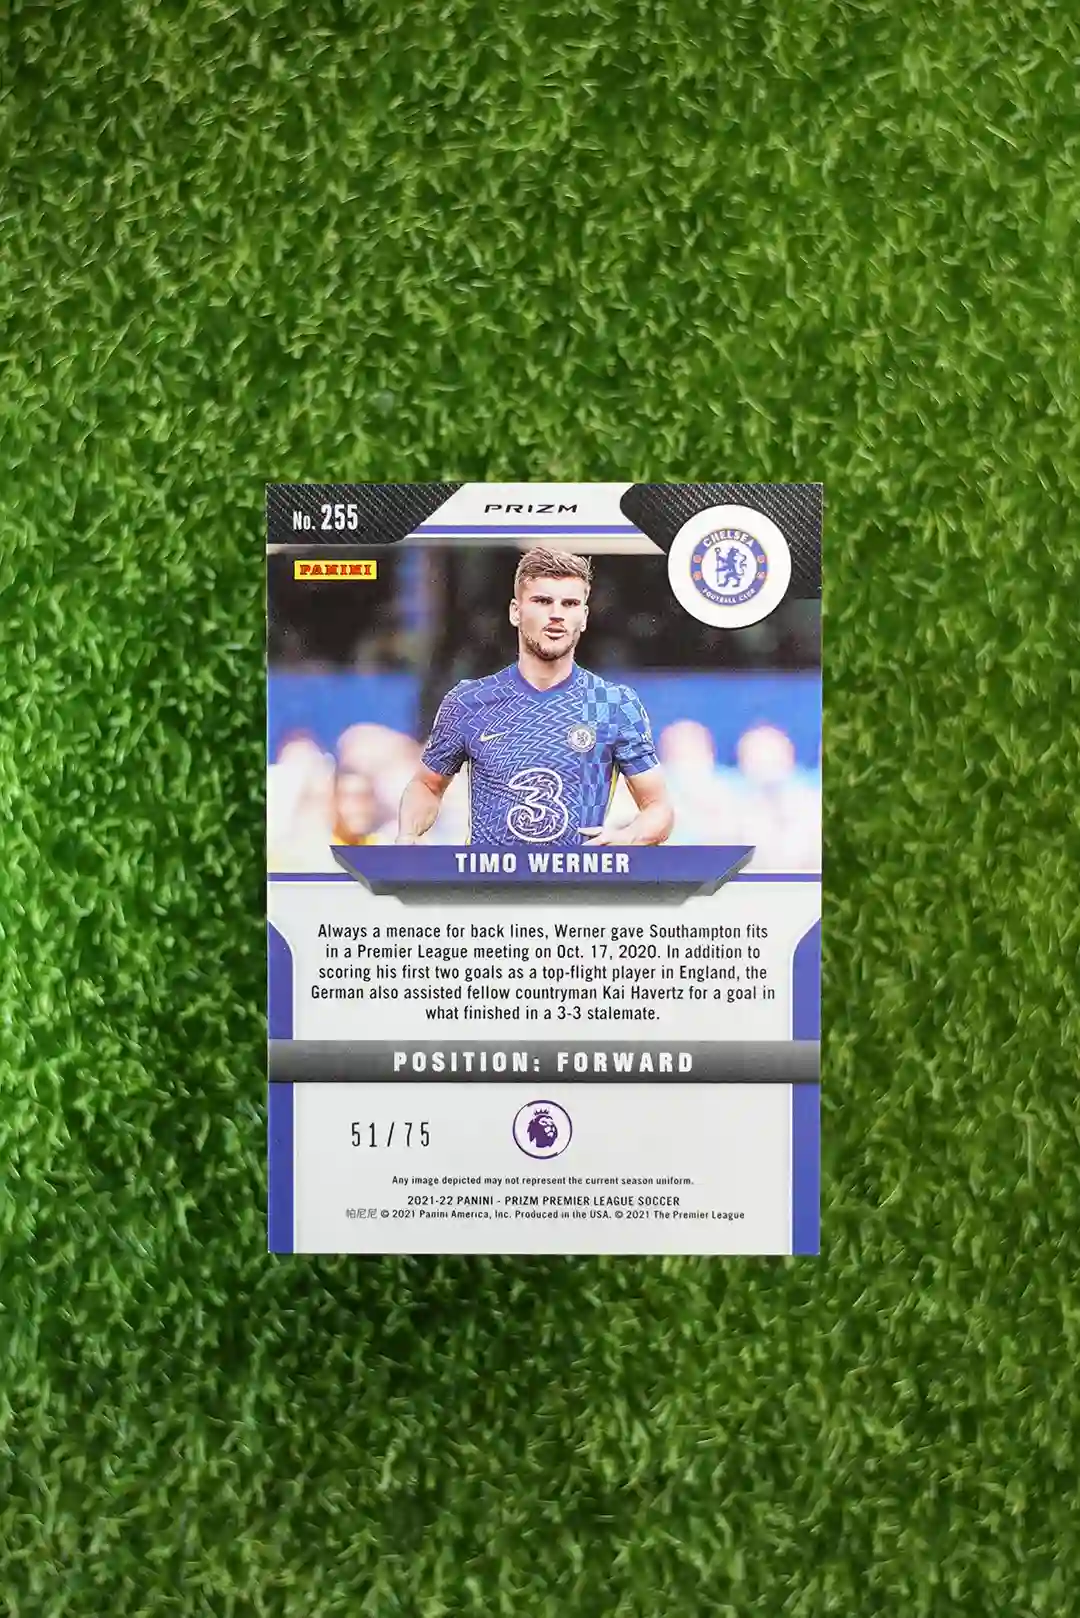 No. 255
PRIZM
PANINI
CHELSEA
FOOTBALL CLUB
3
TIMO WERNER
Always a menace for back lines, Werner gave Southampton fits
in a Premier League meeting on Oct. 17, 2020. In addition to
scoring his first two goals as a top-flight player in England, the
German also assisted fellow countryman Kai Havertz for a goal in
what finished in a 3-3 stalemate.
POSITION: FORWARD
51/75
Any image depicted may not represent the current season uniform.
2021-22 PANINI - PRIZM PREMIER LEAGUE SOCCER
帕尼尼 © 2021 Panini America, Inc. Produced in the USA. © 2021 The Premier League